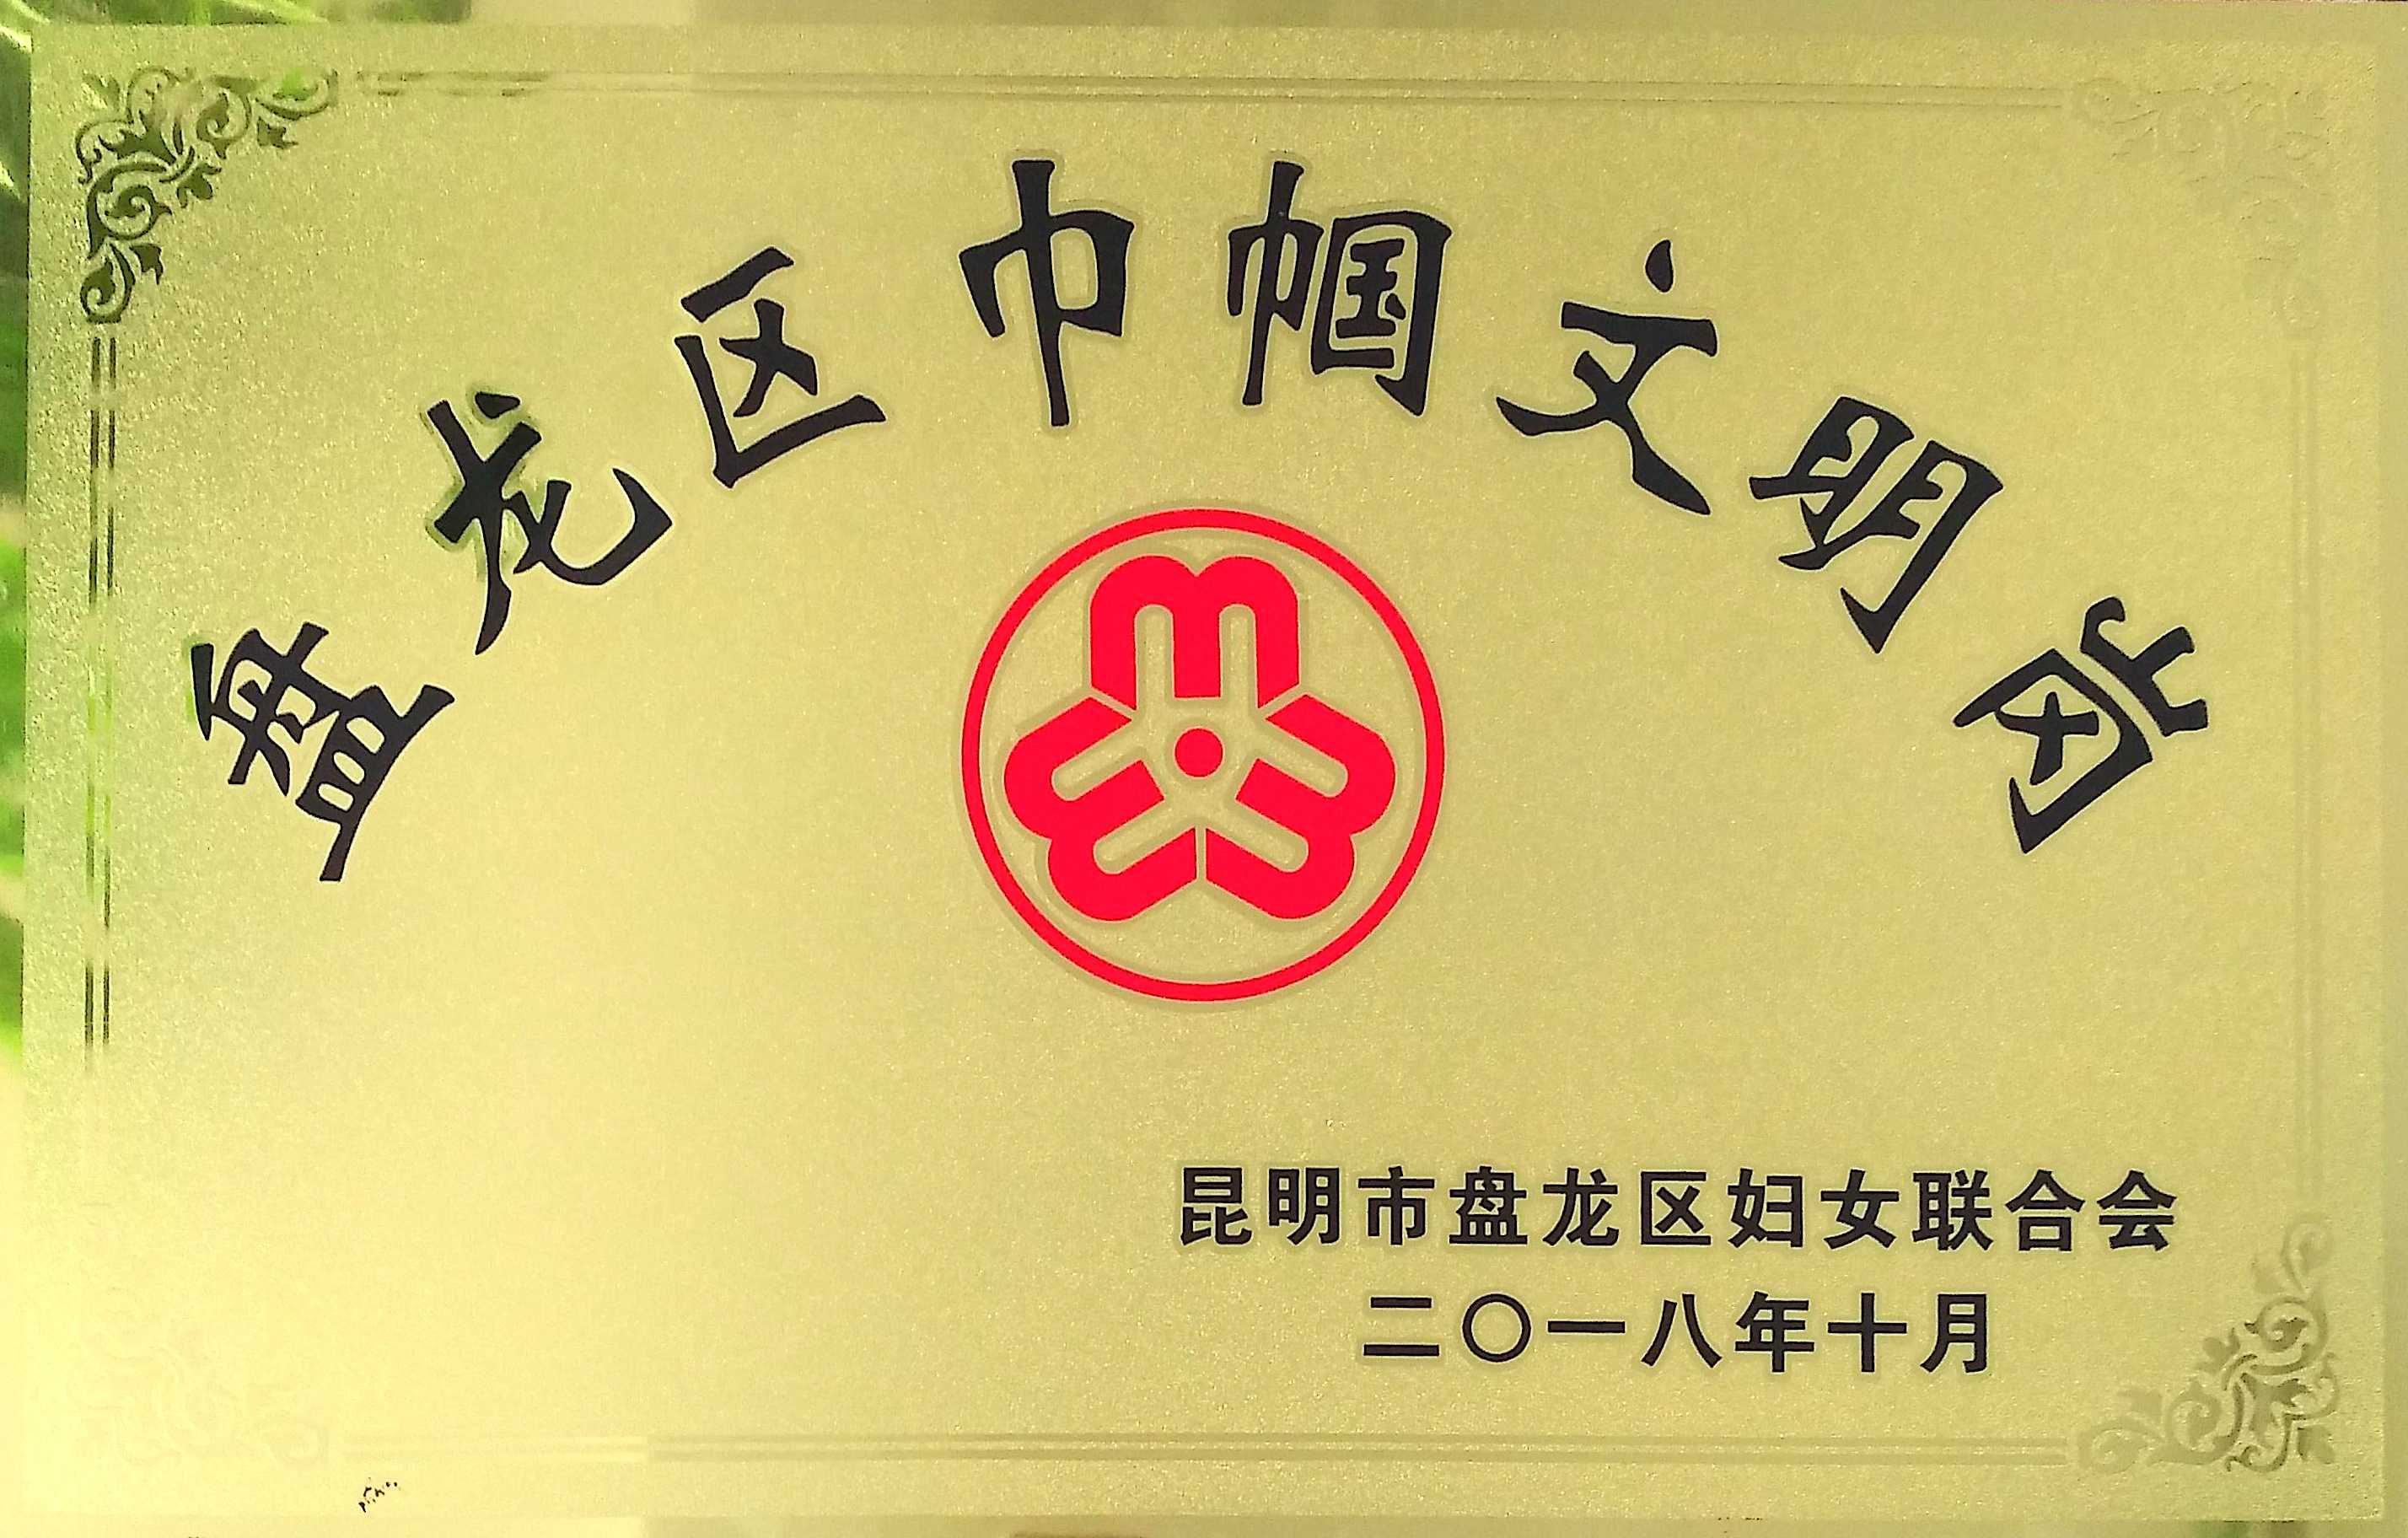 盘龙区巾帼文明岗
昆明市盘龙区妇女联合会
二〇一八年十月